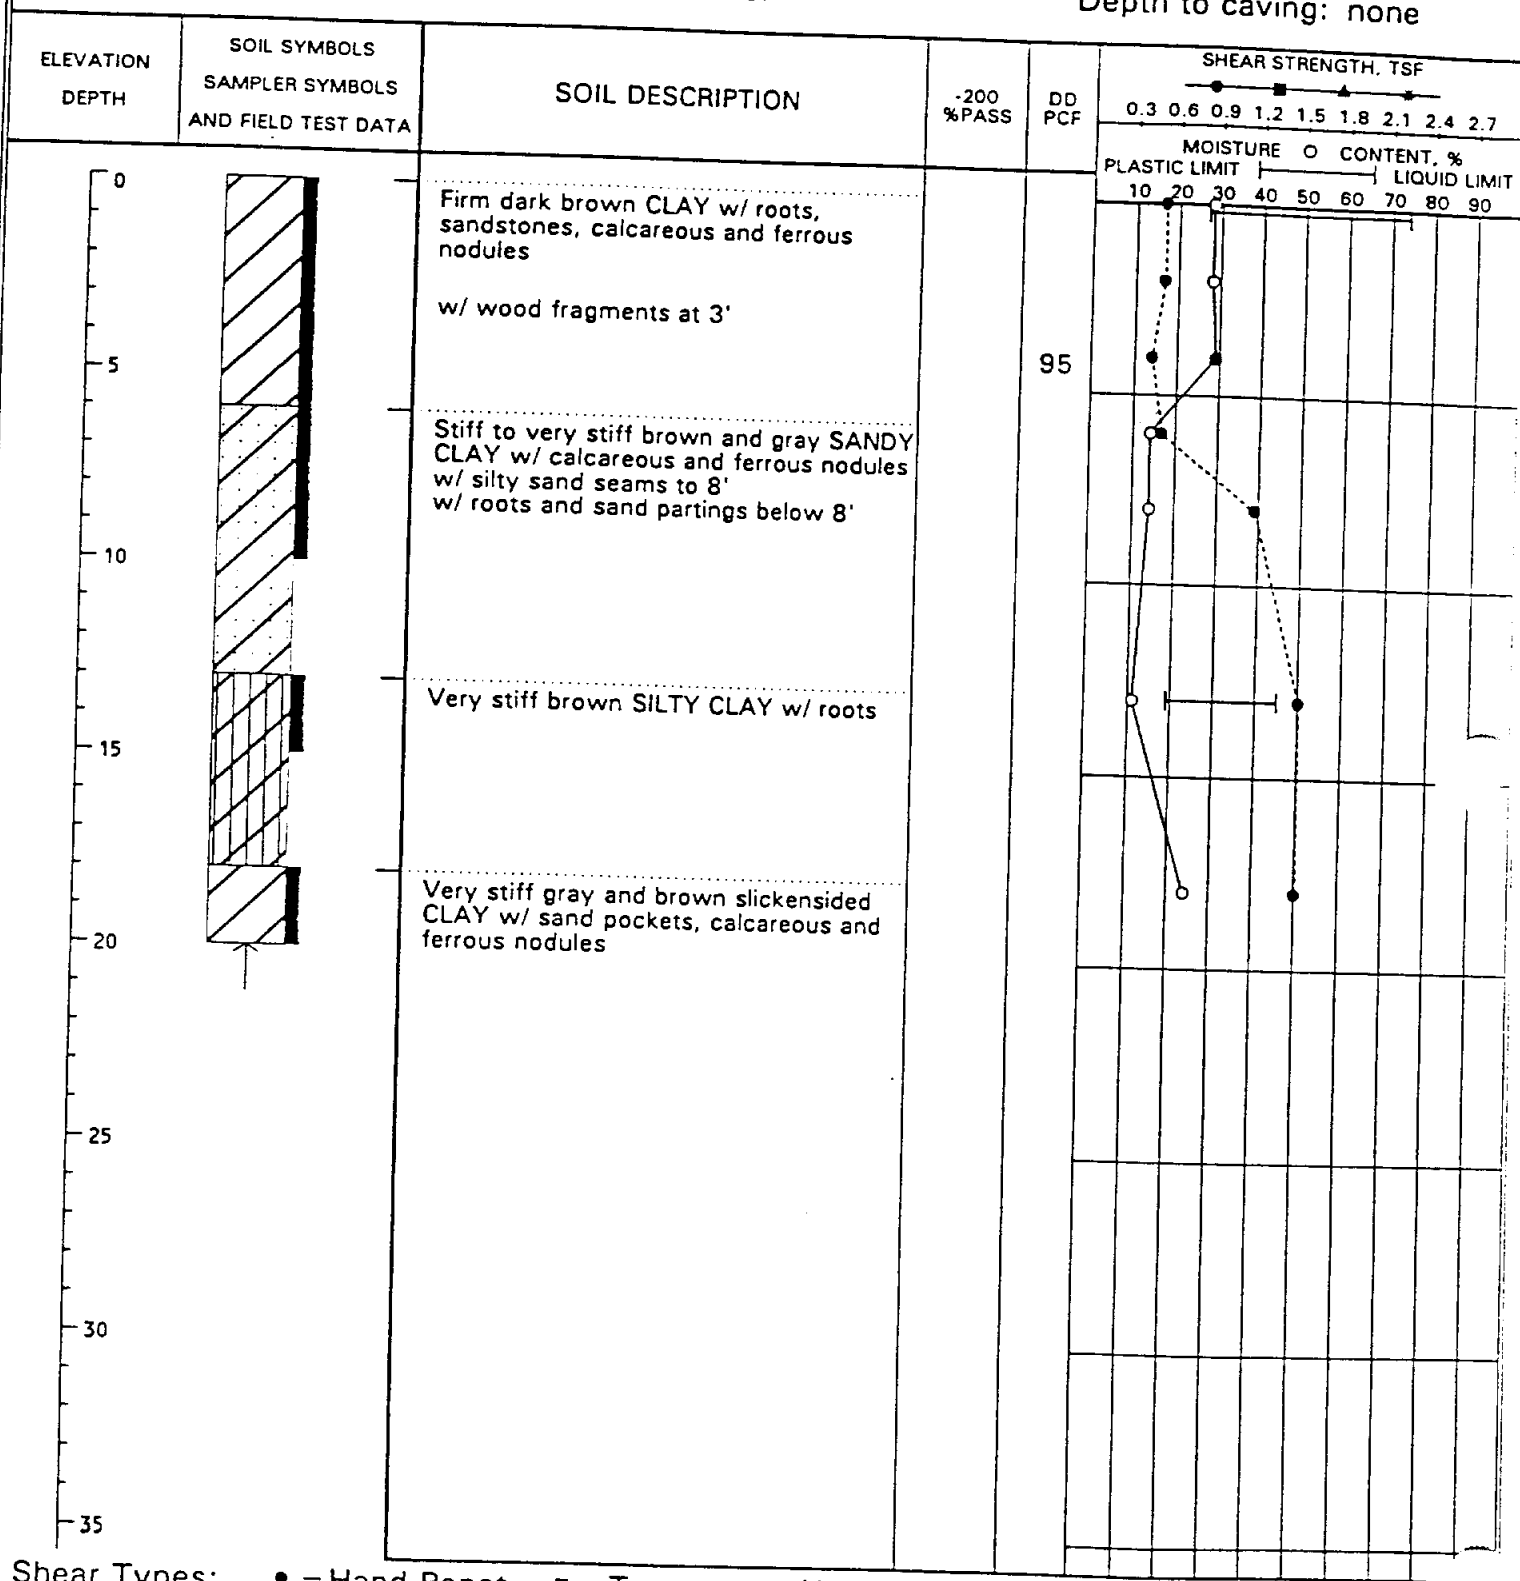 Depth to caving: none
ELEVATION
DEPTH
SOIL SYMBOLS
SAMPLER SYMBOLS
AND FIELD TEST DATA
SOIL DESCRIPTION
-200
%PASS
DD
PCF
SHEAR STRENGTH, TSF
0.3 0.6 0.9 1.2 1.5 1.8 2.1 2.4 2.7
MOISTURE O CONTENT, %
PLASTIC LIMIT LIQUID LIMIT
10 20 30 40 50 60 70 80 90
0
Firm dark brown CLAY w/ roots,
sandstones, calcareous and ferrous
nodules
w/ wood fragments at 3'
5
95
Stiff to very stiff brown and gray SANDY
CLAY w/ calcareous and ferrous nodules
w/ silty sand seams to 8'
w/ roots and sand partings below 8'
10
Very stiff brown SILTY CLAY w/ roots
15
Very stiff gray and brown slickensided
CLAY w/ sand pockets, calcareous and
ferrous nodules
20
25
30
35
Shear Types: ● = Hand Penet.